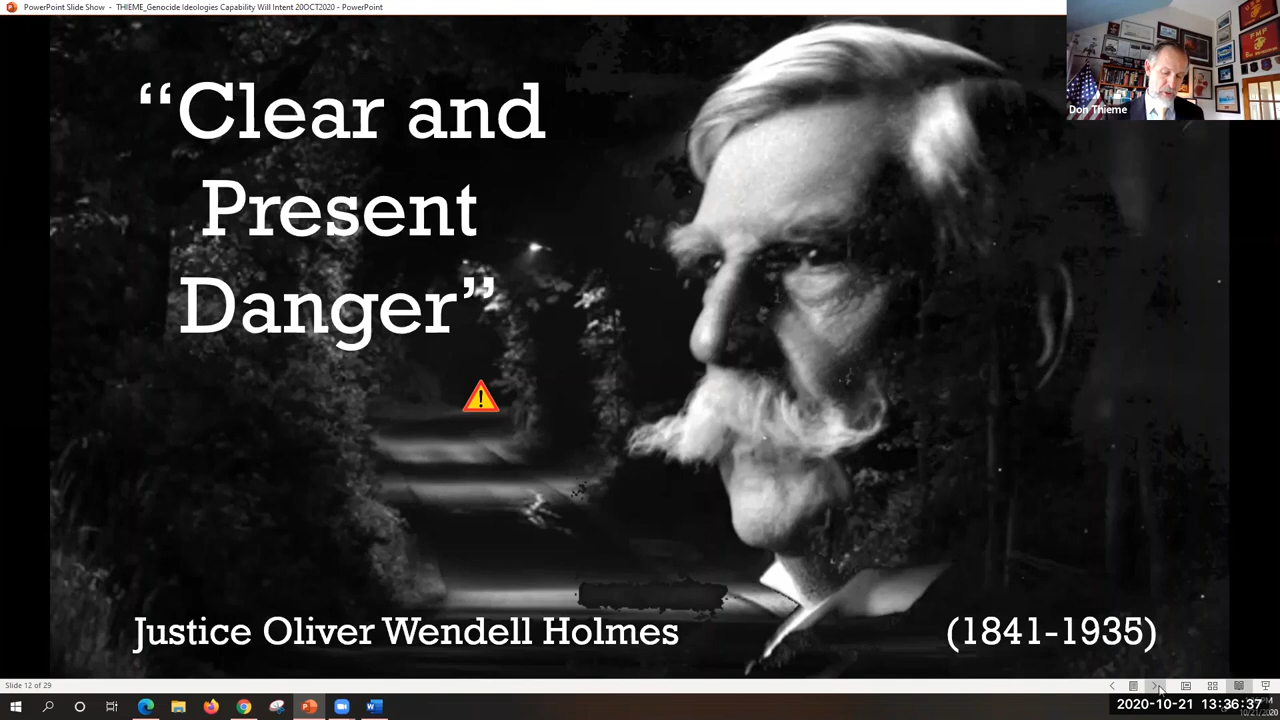 PowerPoint Slide Show - THIEME_Genocide Ideologies Capability Will Intent 20OCT2020 - PowerPoint
Don Thieme
“Clear and
Present
Danger”
Justice Oliver Wendell Holmes
(1841-1935)
Slide 12 of 29
2020-10-21 13:36:37